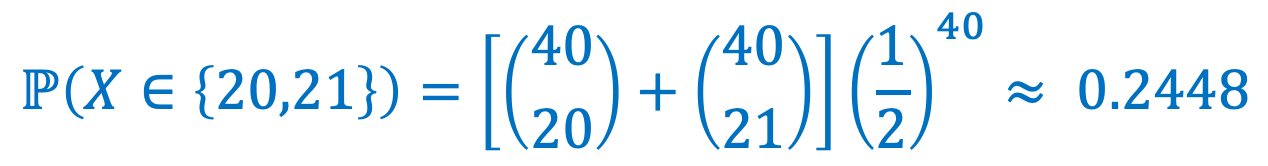 ℙ(X ∈ {20,21}) = [(40 20) + (40 21)] (1/2)^40 ≈ 0.2448